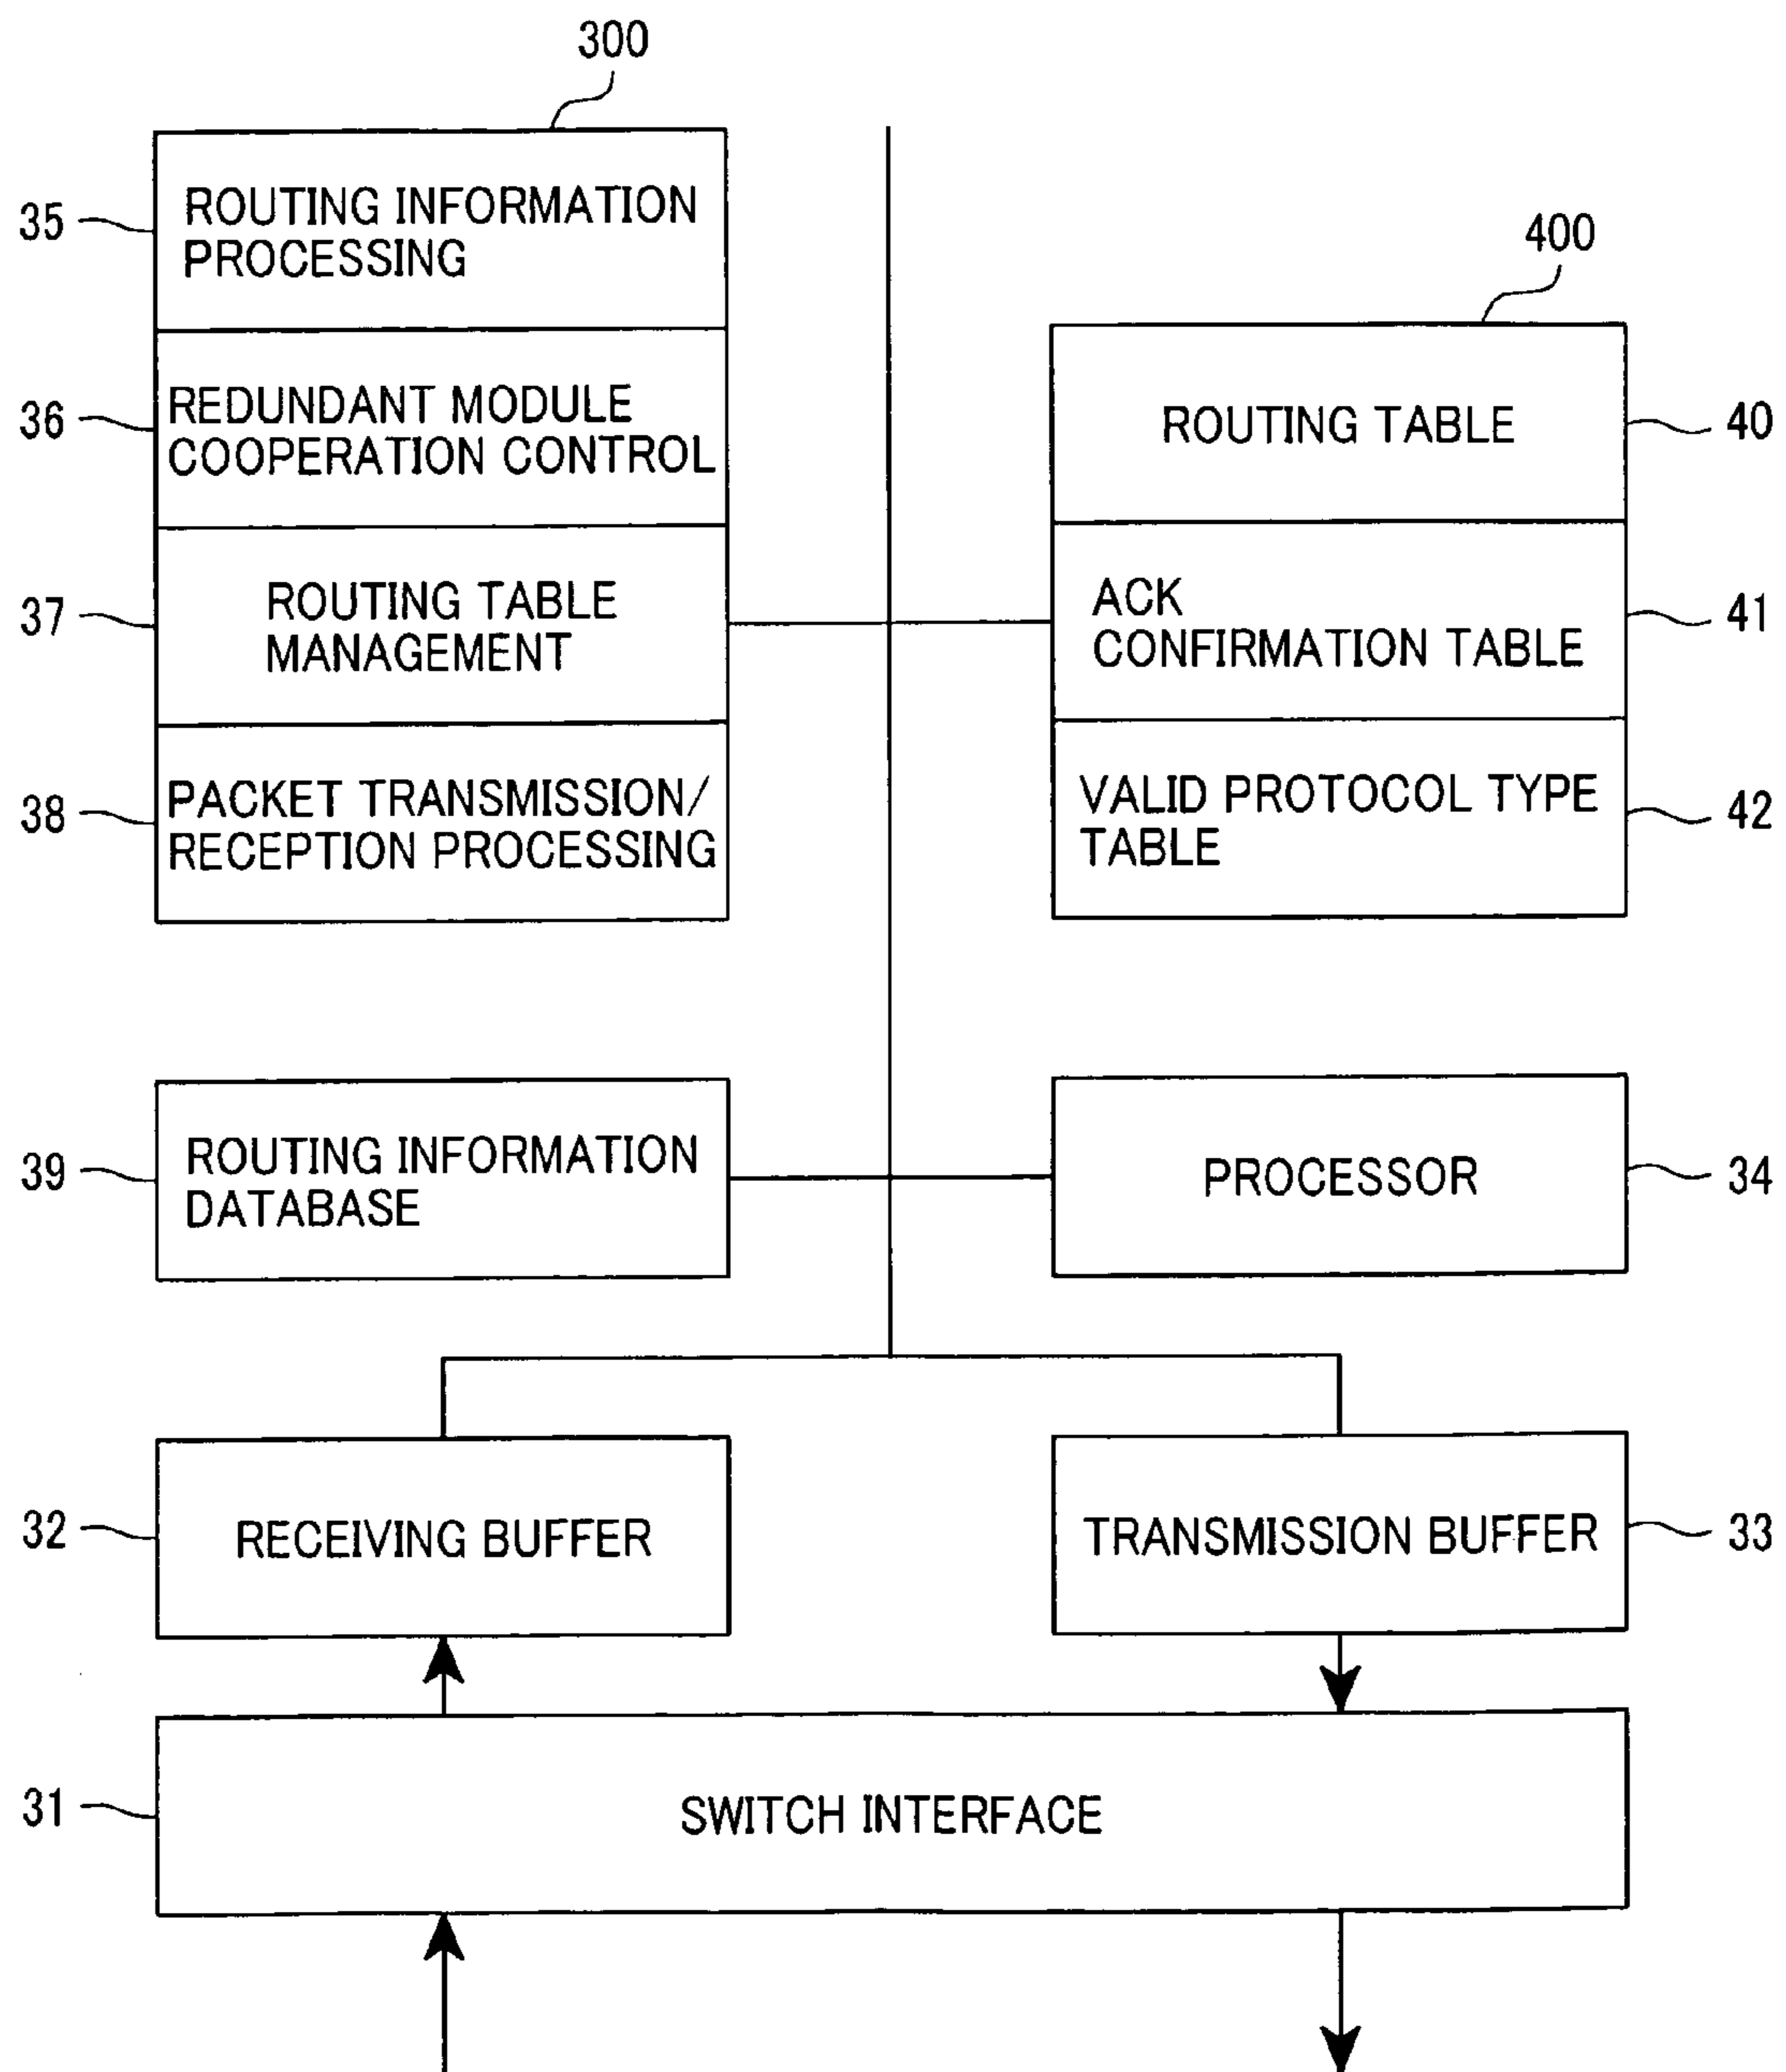 300
35
ROUTING INFORMATION
PROCESSING
36
REDUNDANT MODULE
COOPERATION CONTROL
37
ROUTING TABLE
MANAGEMENT
38
PACKET TRANSMISSION/
RECEPTION PROCESSING
400
ROUTING TABLE
40
ACK
CONFIRMATION TABLE
41
VALID PROTOCOL TYPE
TABLE
42
39
ROUTING INFORMATION
DATABASE
PROCESSOR
34
32
RECEIVING BUFFER
TRANSMISSION BUFFER
33
31
SWITCH INTERFACE